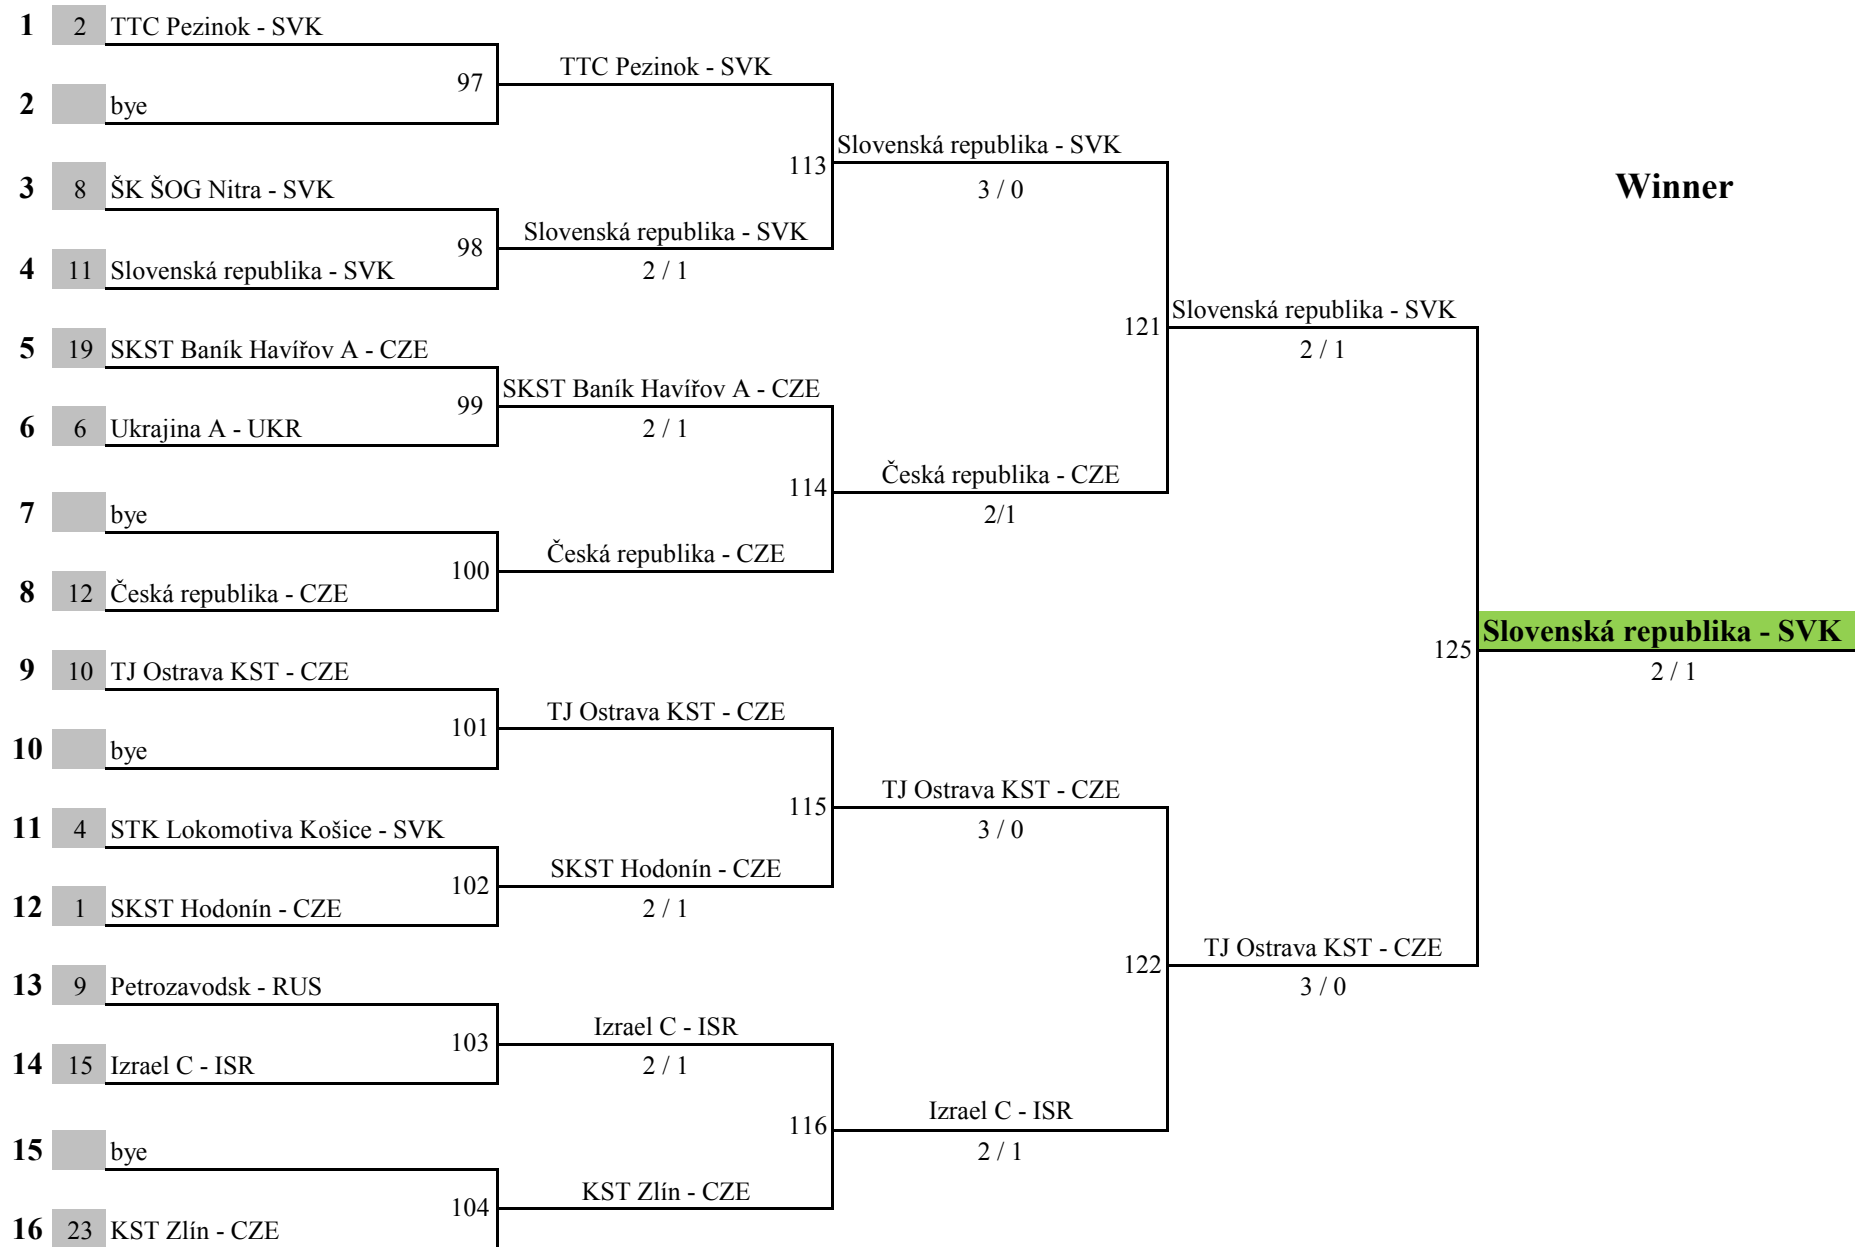 1 2 TTC Pezinok - SVK
TTC Pezinok - SVK
97
2 bye
Slovenská republika - SVK
113
3 / 0
Winner
3 8 ŠK ŠOG Nitra - SVK
Slovenská republika - SVK
98
2 / 1
4 11 Slovenská republika - SVK
Slovenská republika - SVK
121
2 / 1
5 19 SKST Baník Havířov A - CZE
SKST Baník Havířov A - CZE
99
2 / 1
6 6 Ukrajina A - UKR
Česká republika - CZE
114
2/1
7 bye
Česká republika - CZE
100
8 12 Česká republika - CZE
Slovenská republika - SVK
125
2 / 1
9 10 TJ Ostrava KST - CZE
TJ Ostrava KST - CZE
101
10 bye
TJ Ostrava KST - CZE
115
3 / 0
11 4 STK Lokomotiva Košice - SVK
SKST Hodonín - CZE
102
2 / 1
12 1 SKST Hodonín - CZE
TJ Ostrava KST - CZE
122
3 / 0
13 9 Petrozavodsk - RUS
Izrael C - ISR
103
2 / 1
14 15 Izrael C - ISR
Izrael C - ISR
116
2 / 1
15 bye
KST Zlín - CZE
104
16 23 KST Zlín - CZE